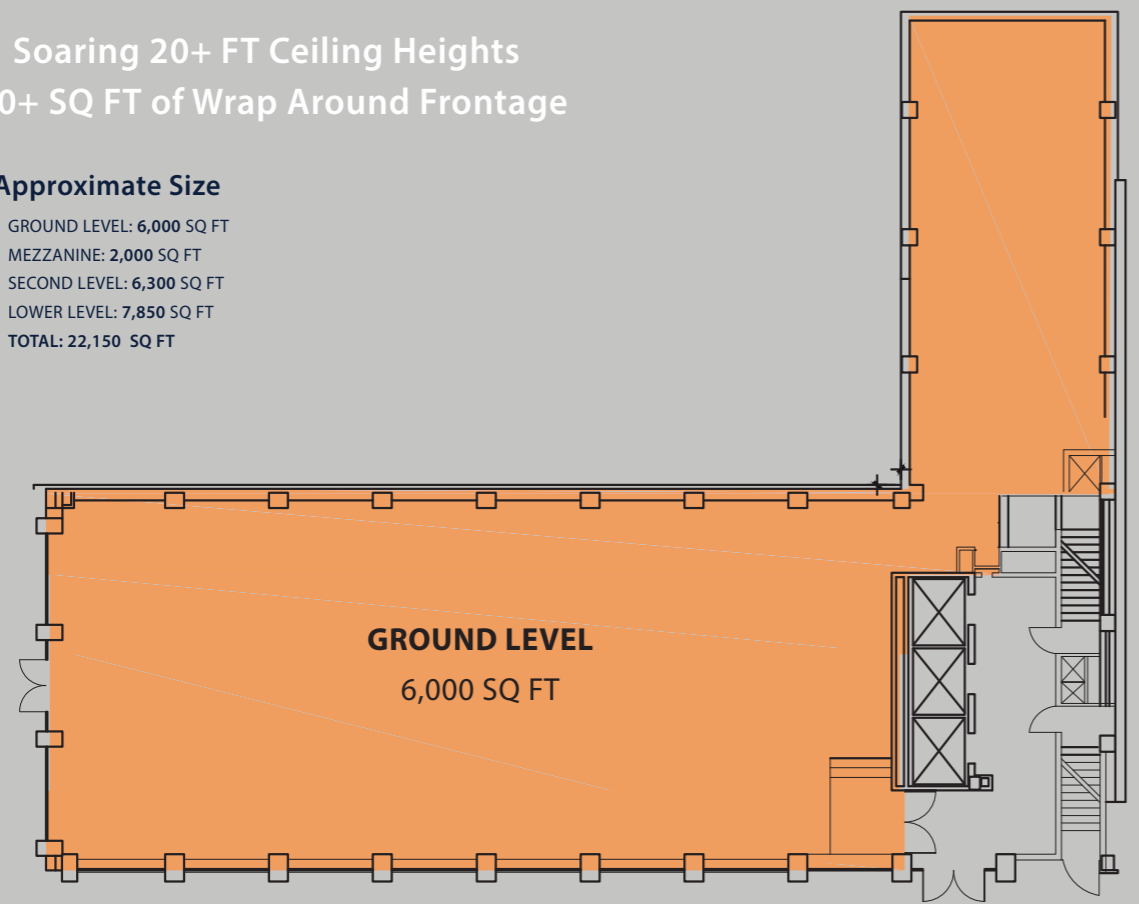 Soaring 20+ FT Ceiling Heights
0+ SQ FT of Wrap Around Frontage
Approximate Size
GROUND LEVEL: 6,000 SQ FT
MEZZANINE: 2,000 SQ FT
SECOND LEVEL: 6,300 SQ FT
LOWER LEVEL: 7,850 SQ FT
TOTAL: 22,150 SQ FT
GROUND LEVEL
6,000 SQ FT